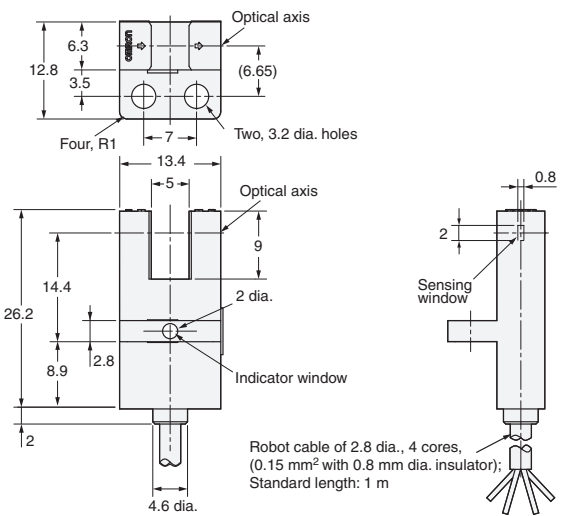 Optical axis
OMRON
6.3
12.8
(6.65)
3.5
7
Two, 3.2 dia. holes
Four, R1
13.4
5
Optical axis
0.8
9
2
14.4
Sensing
window
2 dia.
26.2
2.8
8.9
Indicator window
2
Robot cable of 2.8 dia., 4 cores,
(0.15 mm² with 0.8 mm dia. insulator);
Standard length: 1 m
4.6 dia.